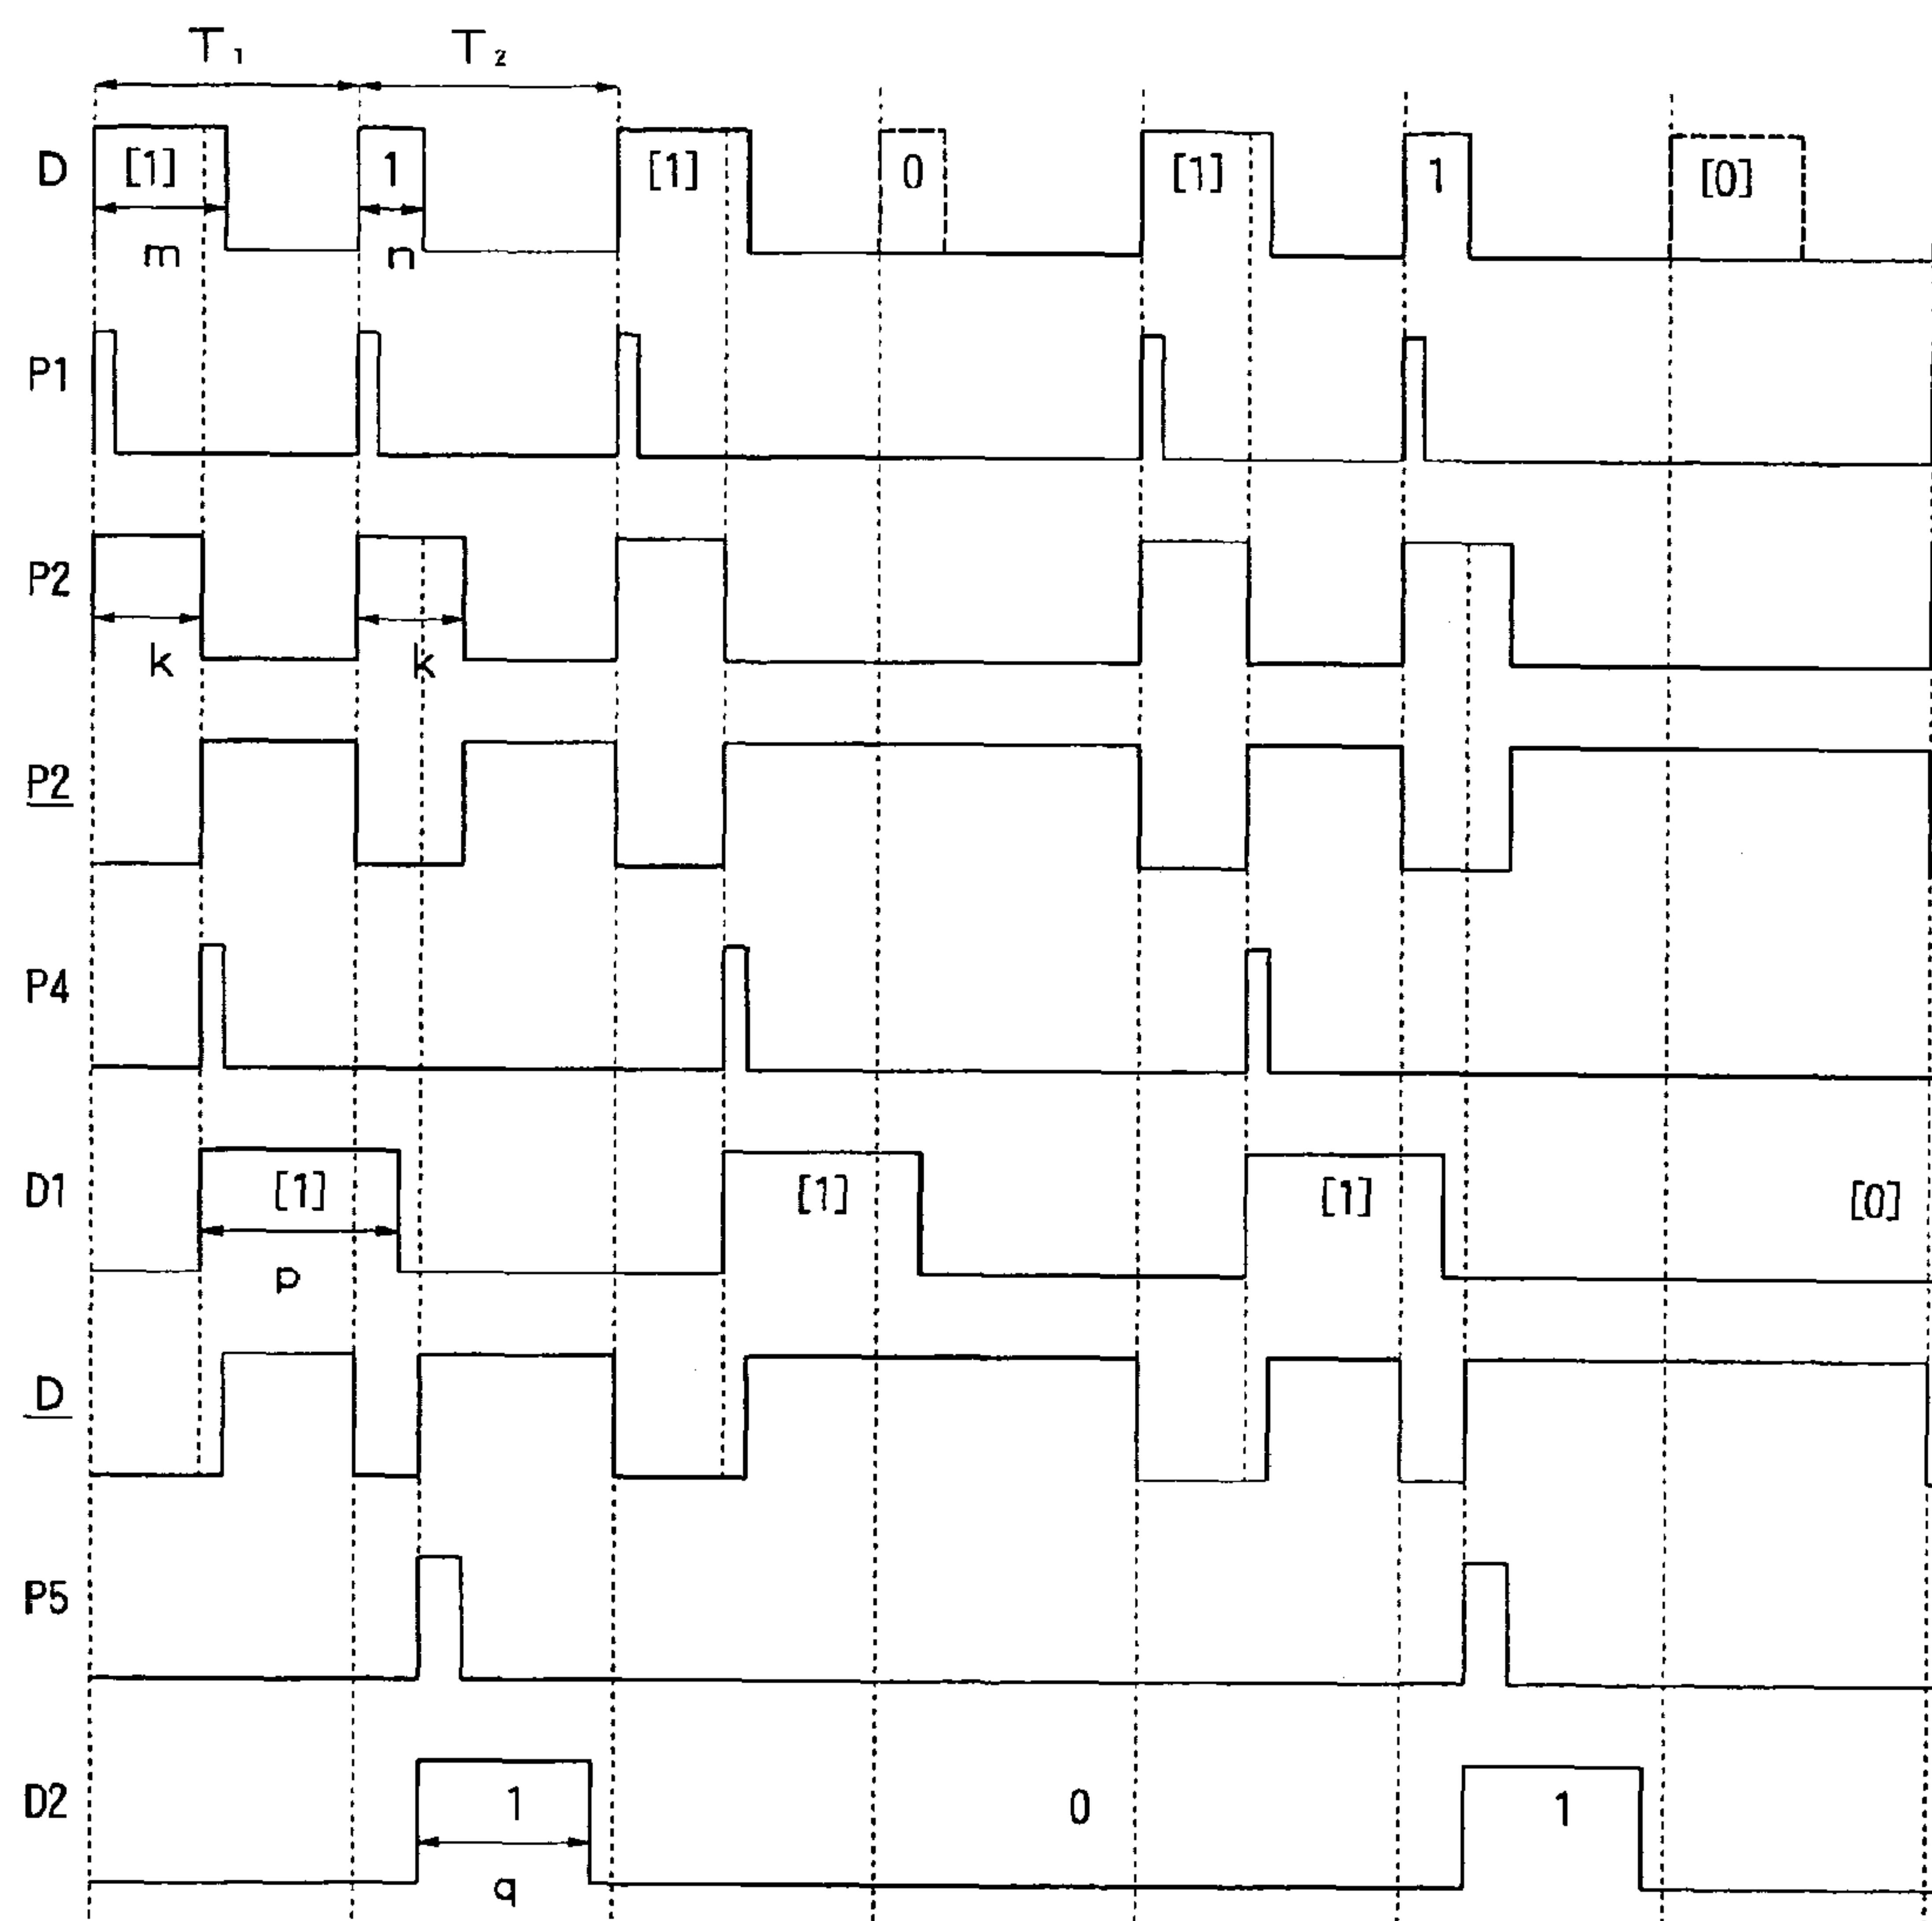 T₁ T₂
D [1] 1 [1] 0 [1] 1 [0]
m n
P1
P2
k k
P2
P4
D1 [1] [1] [1] [0]
p
D
P5
D2 1 0 1
q